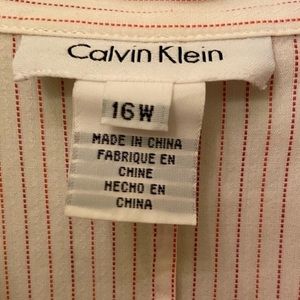 Calvin Klein
16W
MADE IN CHINA
FABRIQUE EN
CHINE
HECHO EN
CHINA